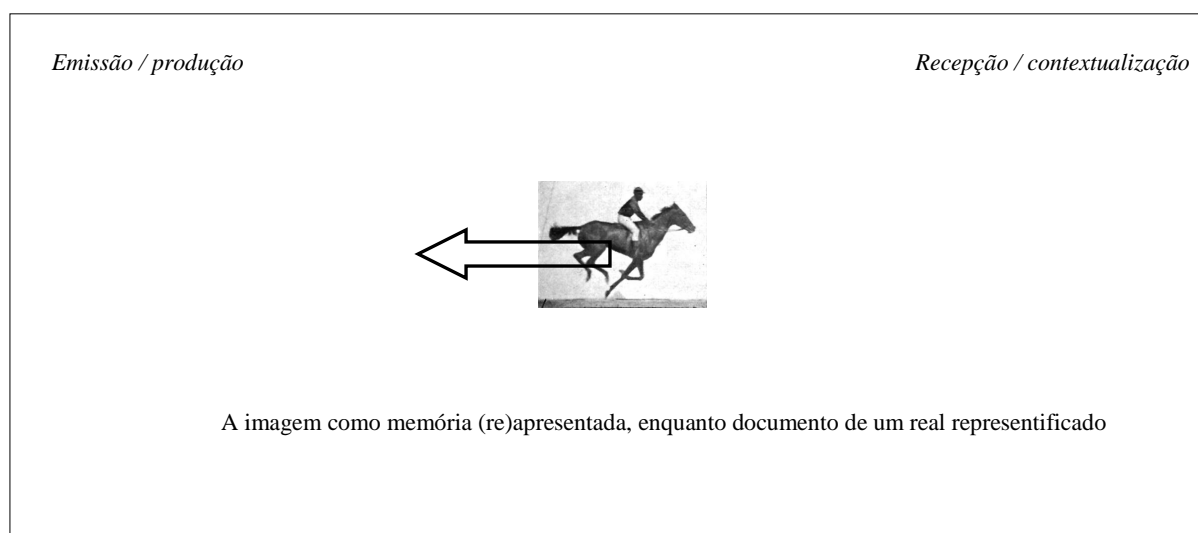 Emissão / produção
Recepção / contextualização
A imagem como memória (re)apresentada, enquanto documento de um real representificado